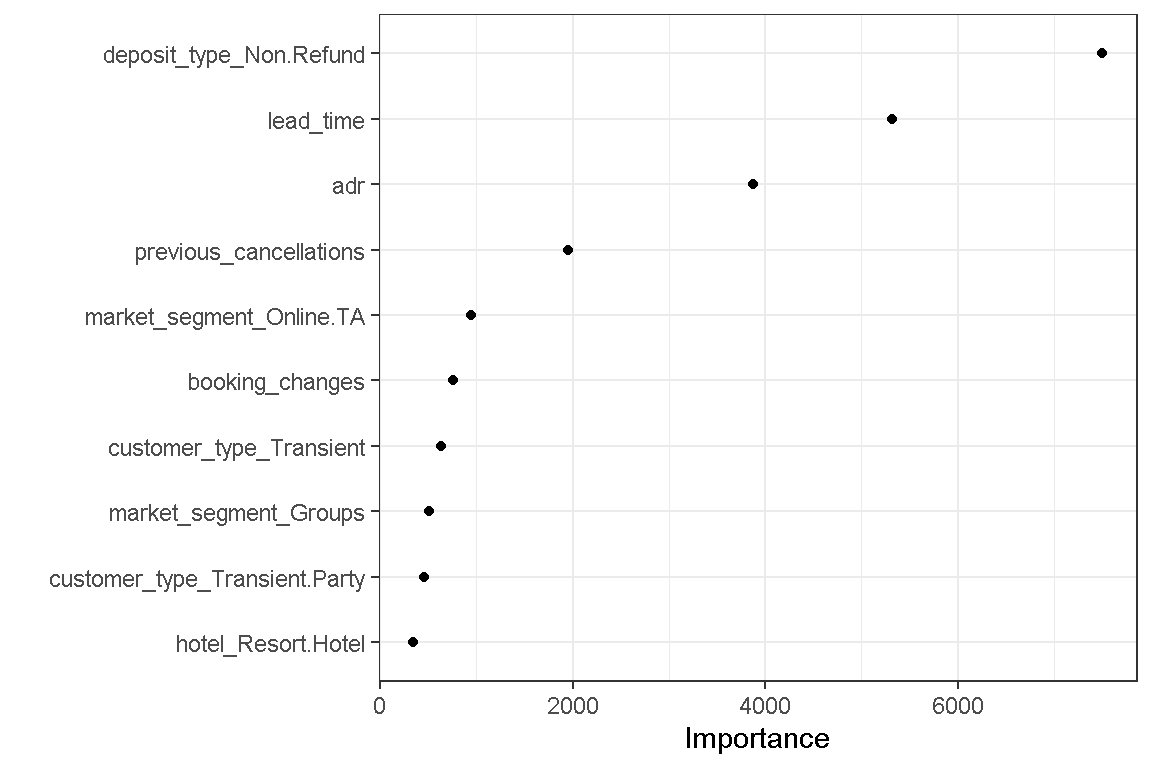 deposit_type_Non.Refund
lead_time
adr
previous_cancellations
market_segment_Online.TA
booking_changes
customer_type_Transient
market_segment_Groups
customer_type_Transient.Party
hotel_Resort.Hotel
0 2000 4000 6000
Importance